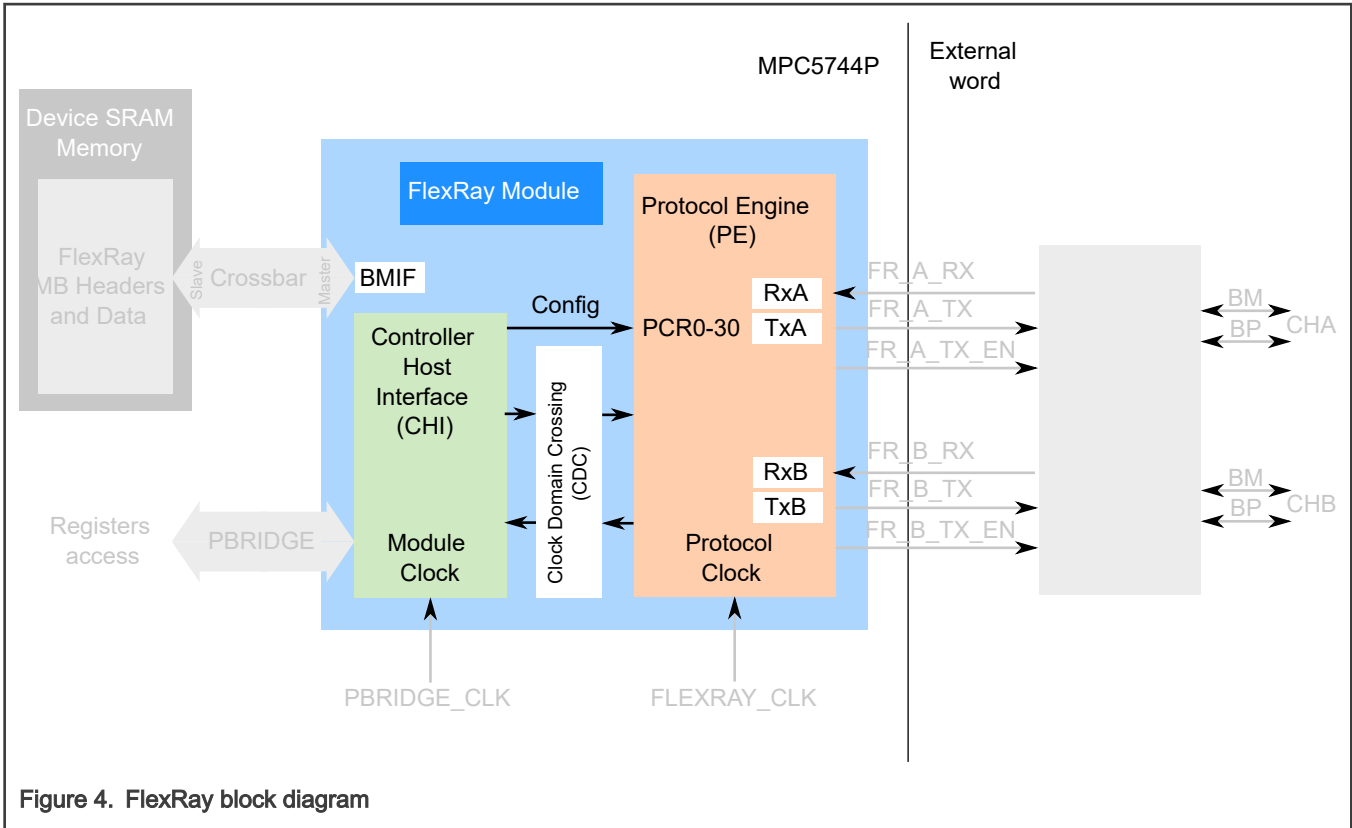 MPC5744P
External
word
Device SRAM
Memory
FlexRay
MB Headers
and Data
Slave
Crossbar
Master
BMIF
FlexRay Module
Config
Controller
Host
Interface
(CHI)
Module
Clock
Clock Domain Crossing
(CDC)
Protocol Engine
(PE)
RxA
PCR0-30
TxA
RxB
TxB
Protocol
Clock
FR_A_RX
FR_A_TX
FR_A_TX_EN
FR_B_RX
FR_B_TX
FR_B_TX_EN
BM
BP
CHA
BM
BP
CHB
Registers
access
PBRIDGE
PBRIDGE_CLK
FLEXRAY_CLK
Figure 4. FlexRay block diagram